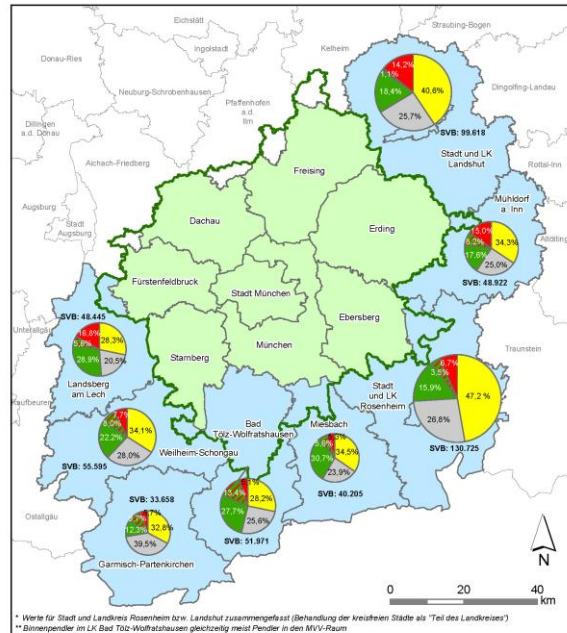 Eichstätt
Straubing-Bogen
Donau-Ries
Ingolstadt
Kelheim
Neuburg-Schrobenhausen
Pfaffenhofen
a.d.
Ilm
Dingolfing-Landau
Dillingen
a.d. Donau
14,2%
1,1%
40,6%
18,4%
25,7%
SVB: 99.618
Aichach-Friedberg
Stadt und LK
Landshut
Rottal-Inn
Freising
Mühldorf
a. Inn
Augsburg
Stadt
Augsburg
Dachau
Erding
Altötting
15,0%
8,2%
34,3%
17,6%
25,0%
SVB: 48.922
Fürstenfeldbruck
Stadt München
Ebersberg
SVB: 48.445
Unterallgäu
München
Traunstein
16,8%
28,3%
28,9%
20,5%
Starnberg
Landsberg
am Lech
Stadt
und LK
Rosenheim
6,7%
3,5%
15,9%
47,2 %
26,8%
SVB: 130.725
Kaufbeuren
Bad
Tölz-Wolfratshausen
Miesbach
7,7%
8,0%
34,1%
22,2%
28,0%
Weilheim-Schongau
34,5%
30,7%
23,9%
SVB: 40.205
SVB: 55.595
13,4%
28,2%
27,7%
25,6%
SVB: 51.971
Ostallgäu
SVB: 33.658
12,3%
32,8%
39,5%
Garmisch-Partenkirchen
N
0 20 40
km
* Werte für Stadt und Landkreis Rosenheim bzw. Landshut zusammengefasst (Behandlung der kreisfreien Städte als "Teil des Landkreises")
** Binnenpendler im LK Bad Tölz-Wolfratshausen gleichzeitig meist Pendler in den MVV-Raum